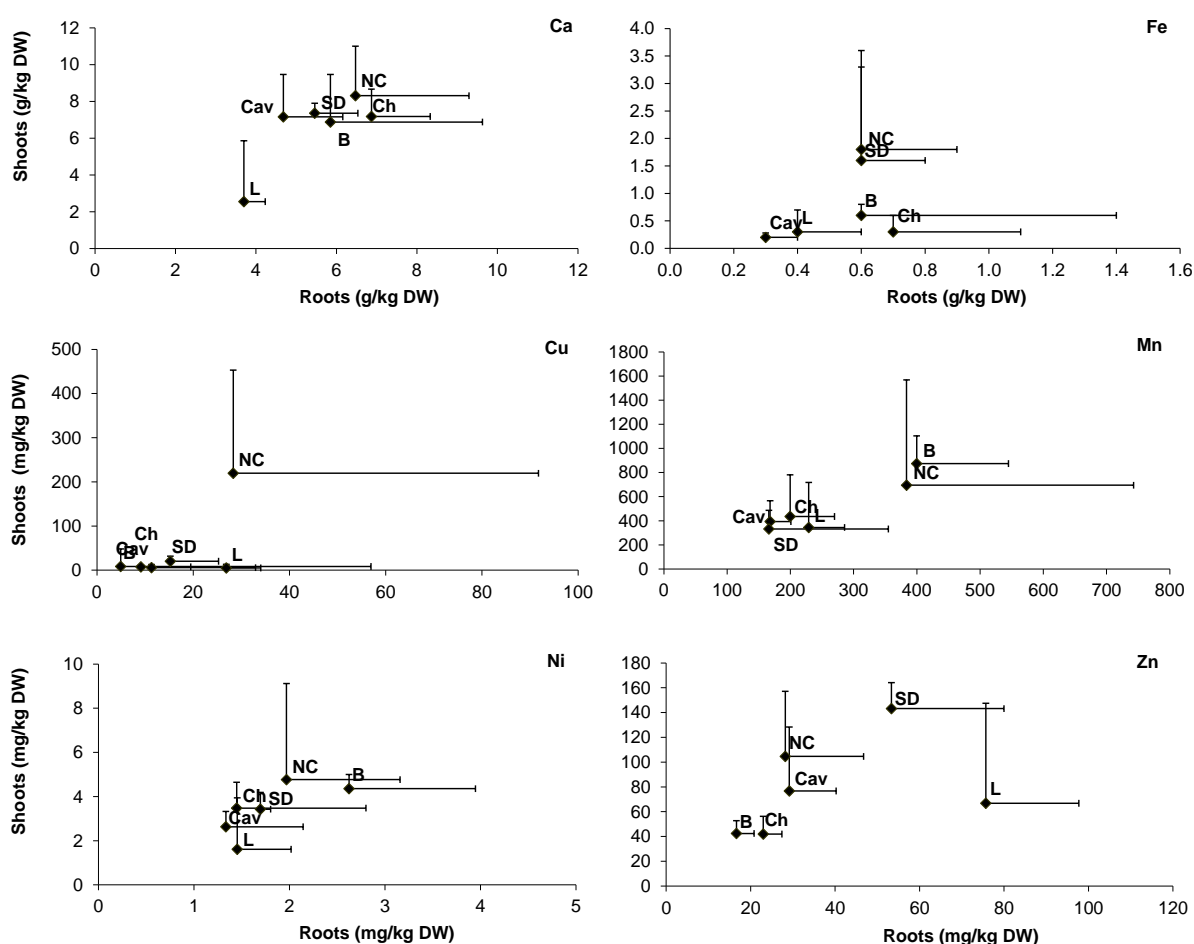 Ca
Shoots (g/kg DW)
12
10
8
6
4
2
0
NC
Cav
SD
Ch
B
L
0 2 4 6 8 10 12
Roots (g/kg DW)
Fe
4.0
3.5
3.0
2.5
2.0
1.5
1.0
0.5
0.0
NC
SD
B
Cav
L
Ch
0.0 0.2 0.4 0.6 0.8 1.0 1.2 1.4 1.6
Roots (g/kg DW)
Cu
Shoots (mg/kg DW)
500
400
300
200
100
0
NC
Ch
Cav
B
SD
L
0 20 40 60 80 100
Mn
1800
1600
1400
1200
1000
800
600
400
200
0
B
NC
Ch
Cav
L
SD
0 100 200 300 400 500 600 700 800
Ni
Shoots (mg/kg DW)
10
8
6
4
2
0
NC
B
Ch
SD
Cav
L
0 1 2 3 4 5
Roots (mg/kg DW)
Zn
180
160
140
120
100
80
60
40
20
0
SD
NC
Cav
L
B
Ch
0 20 40 60 80 100 120
Roots (mg/kg DW)